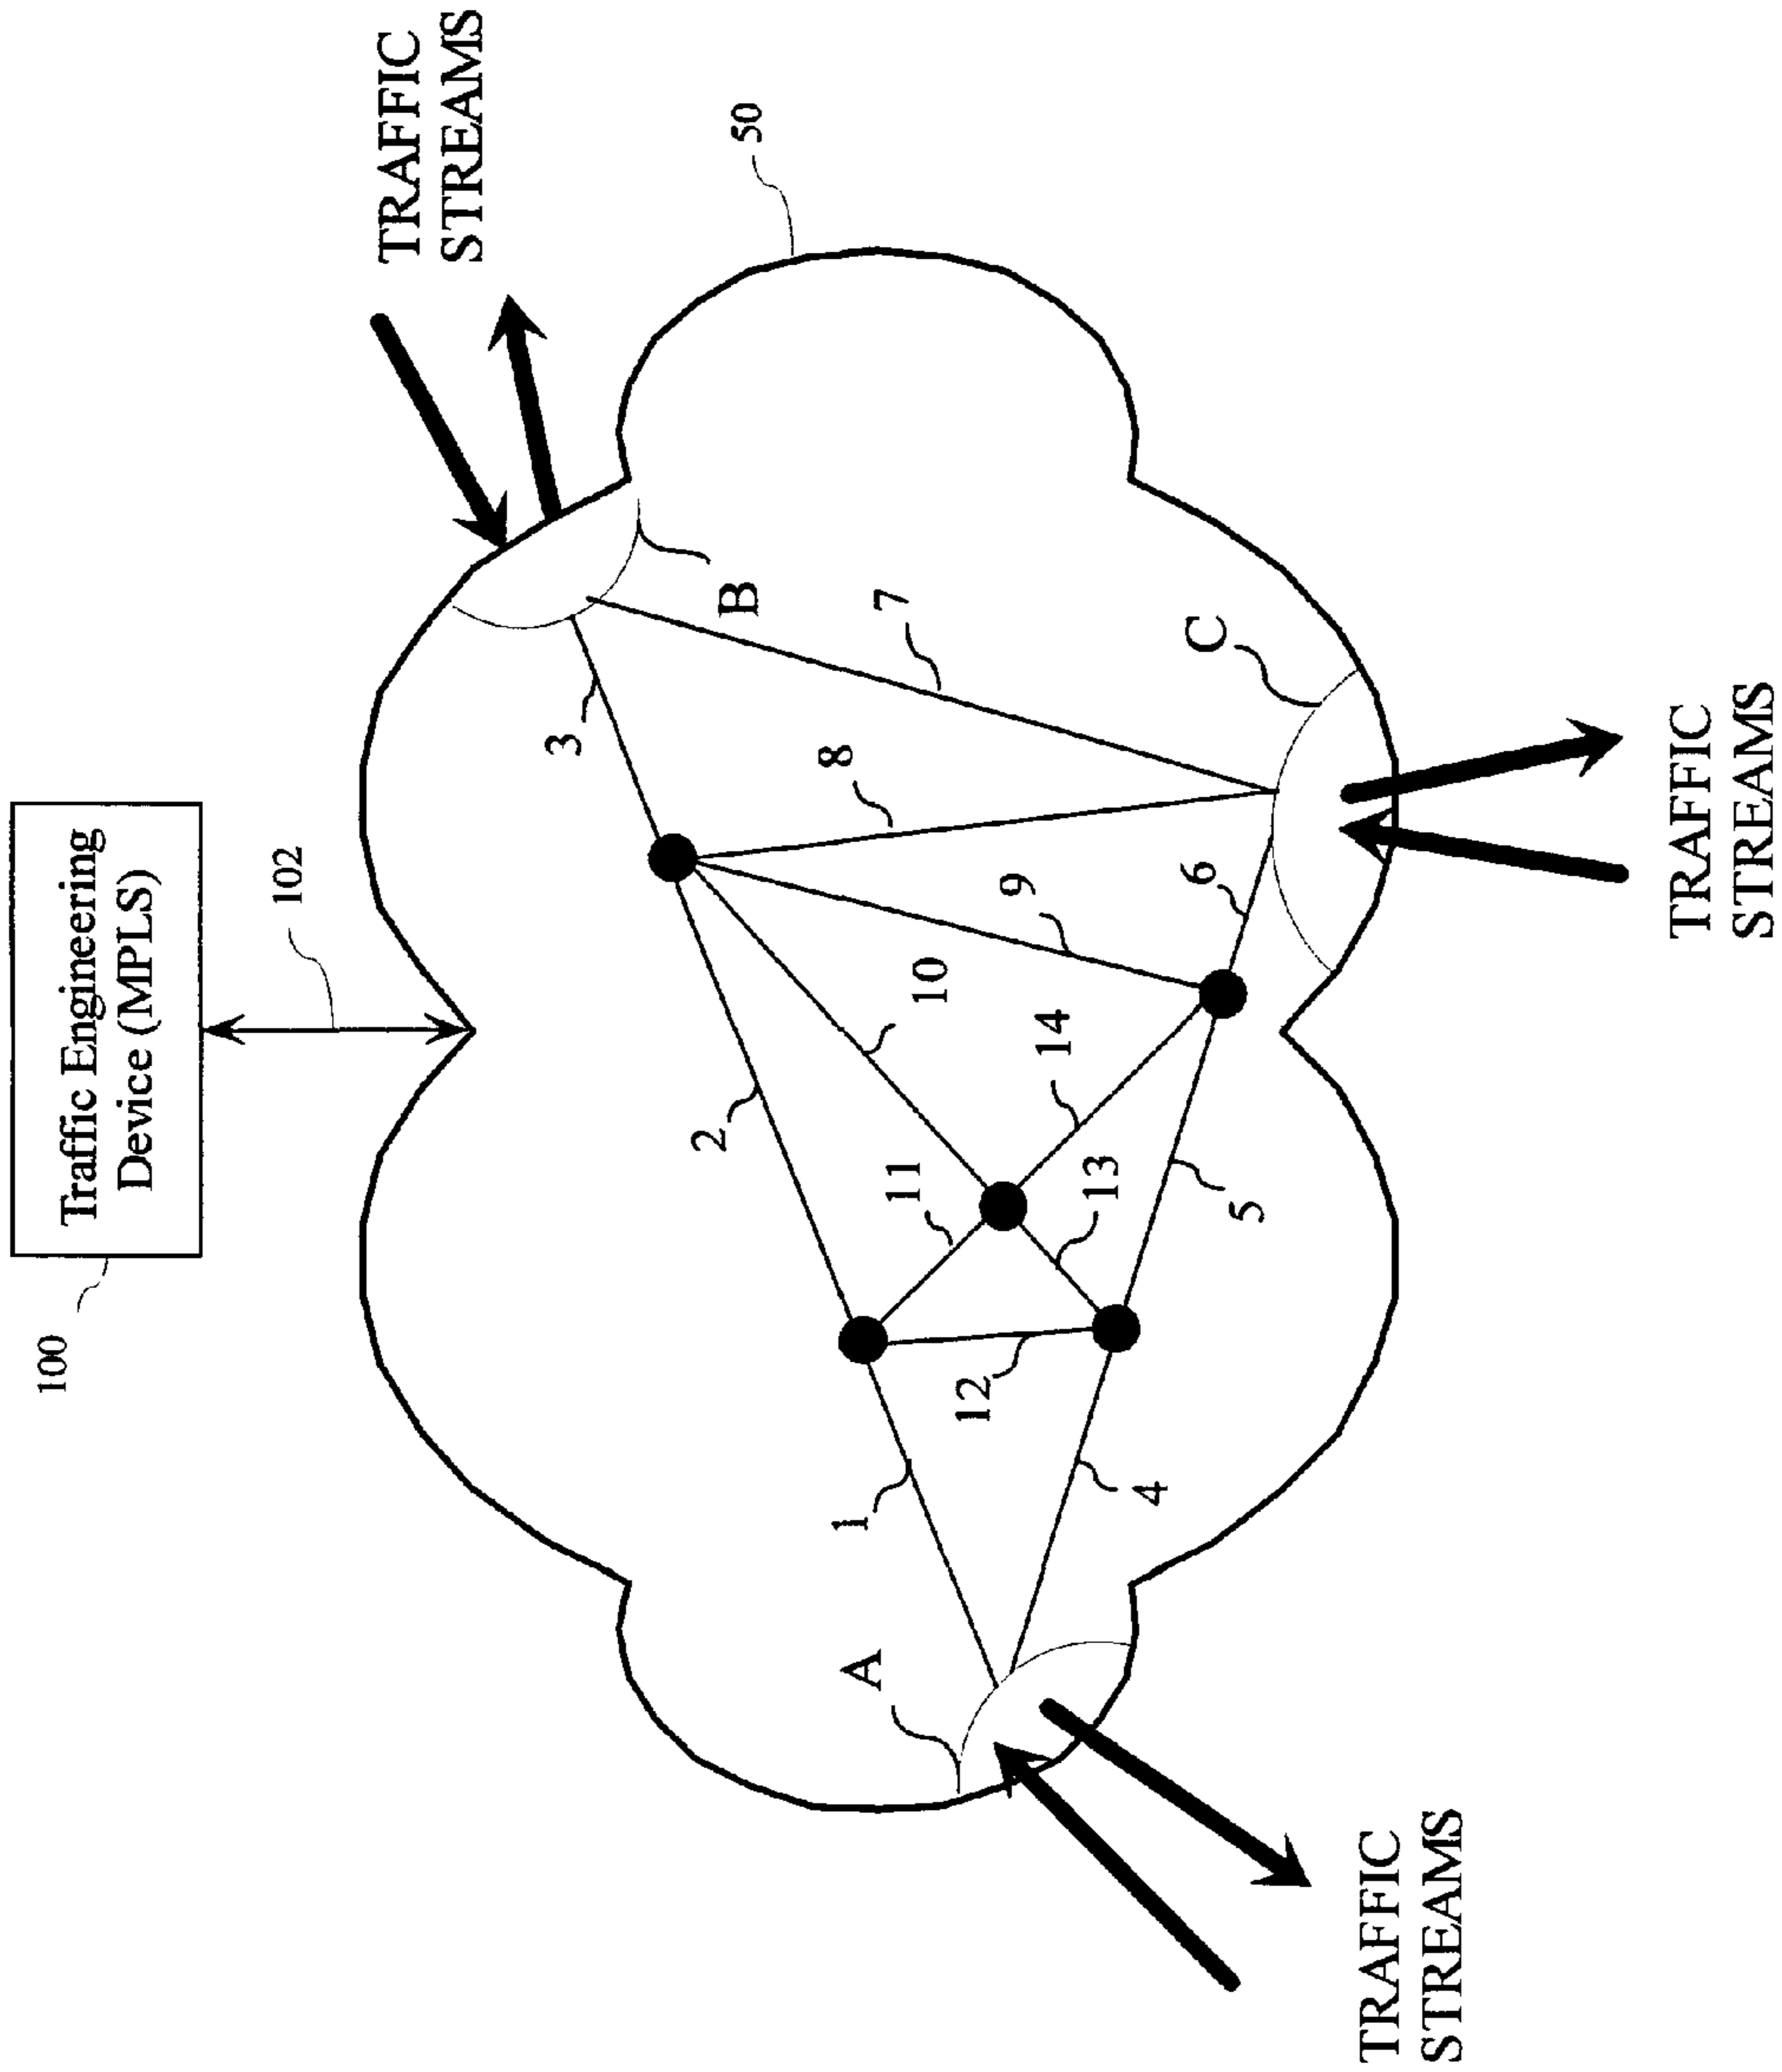 100
Traffic Engineering
Device (MPLS)
102
TRAFFIC
STREAMS
50
3
B
7
2
8
C
10
9
11
14
6
1
12
13
5
A
4
TRAFFIC
STREAMS
TRAFFIC
STREAMS